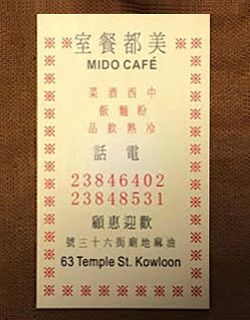 美都餐室
MIDO CAFÉ
中西酒菜
粉麵飯
冷熱飲品
電話
23846402
23848531
歡迎惠顧
油麻地廟街六十三號
63 Temple St. Kowloon